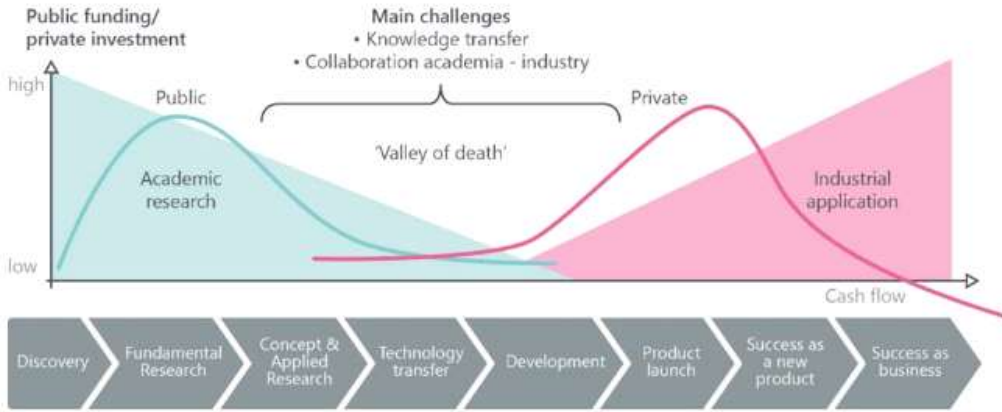 Public funding/
private investment
Main challenges
• Knowledge transfer
• Collaboration academia - industry
high
Public
Private
'Valley of death'
Academic
research
Industrial
application
low
Cash flow
Discovery
Fundamental
Research
Concept &
Applied
Research
Technology
transfer
Development
Product
launch
Success as
a new
product
Success as
business